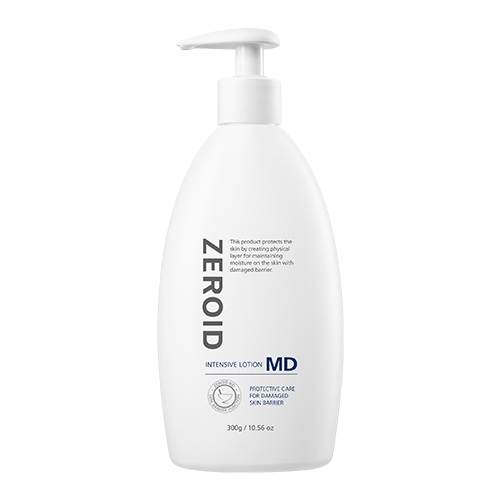 ZEROID
This product protects the
skin by creating physical
layer for maintaining
moisture on the skin with
damaged barrier.
INTENSIVE LOTION MD
PROTECTIVE CARE
FOR DAMAGED
SKIN BARRIER
300g / 10.56 oz